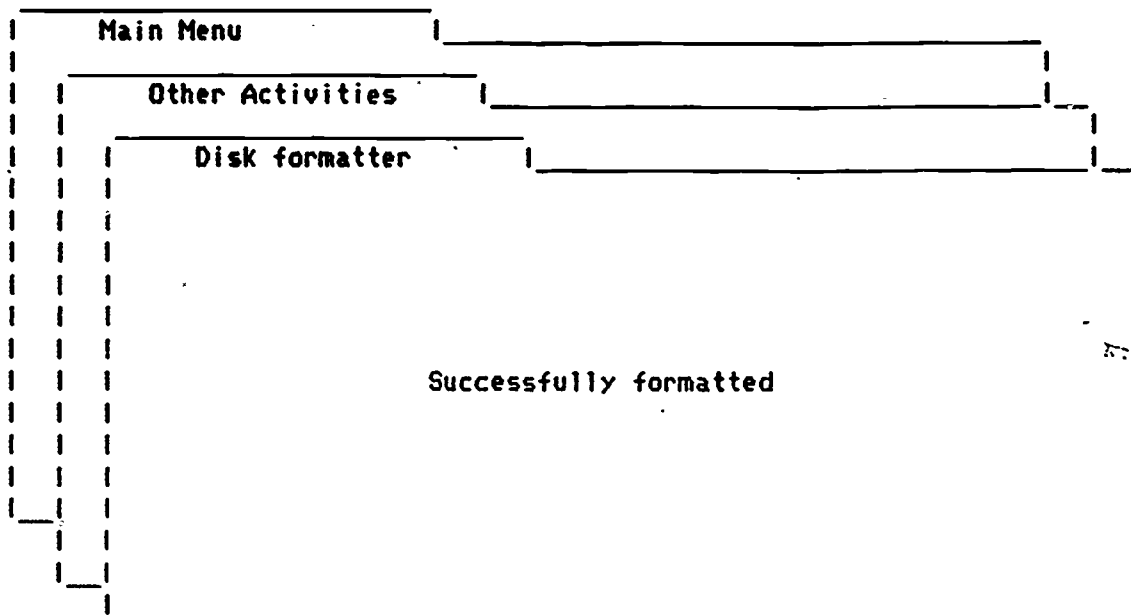 Main Menu
Other Activities
Disk formatter
Successfully formatted